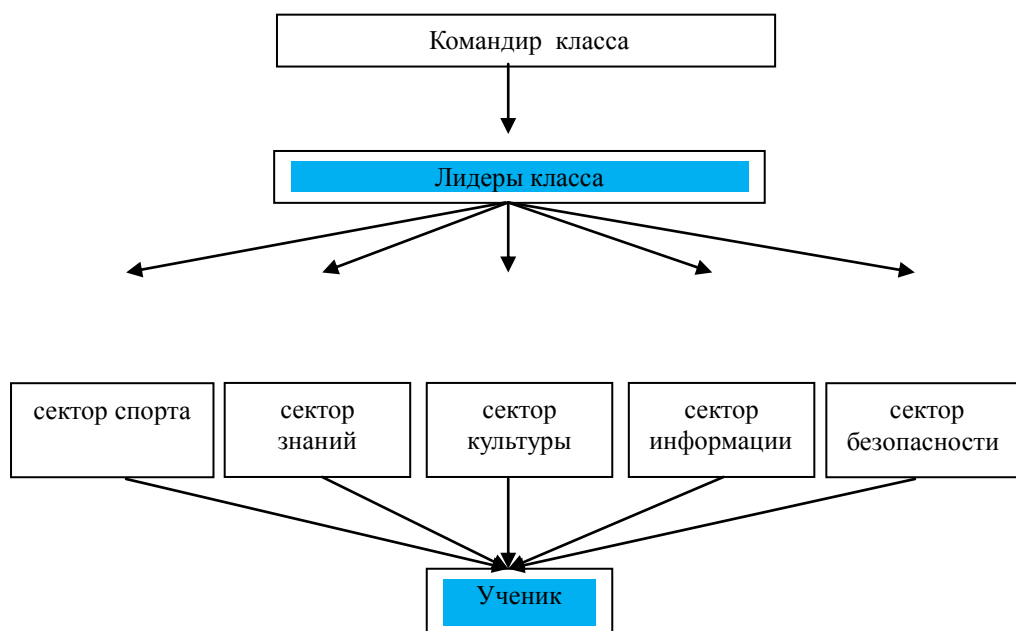 Командир класса
Лидеры класса
сектор спорта
сектор
знаний
сектор
культуры
сектор
информации
сектор
безопасности
Ученик